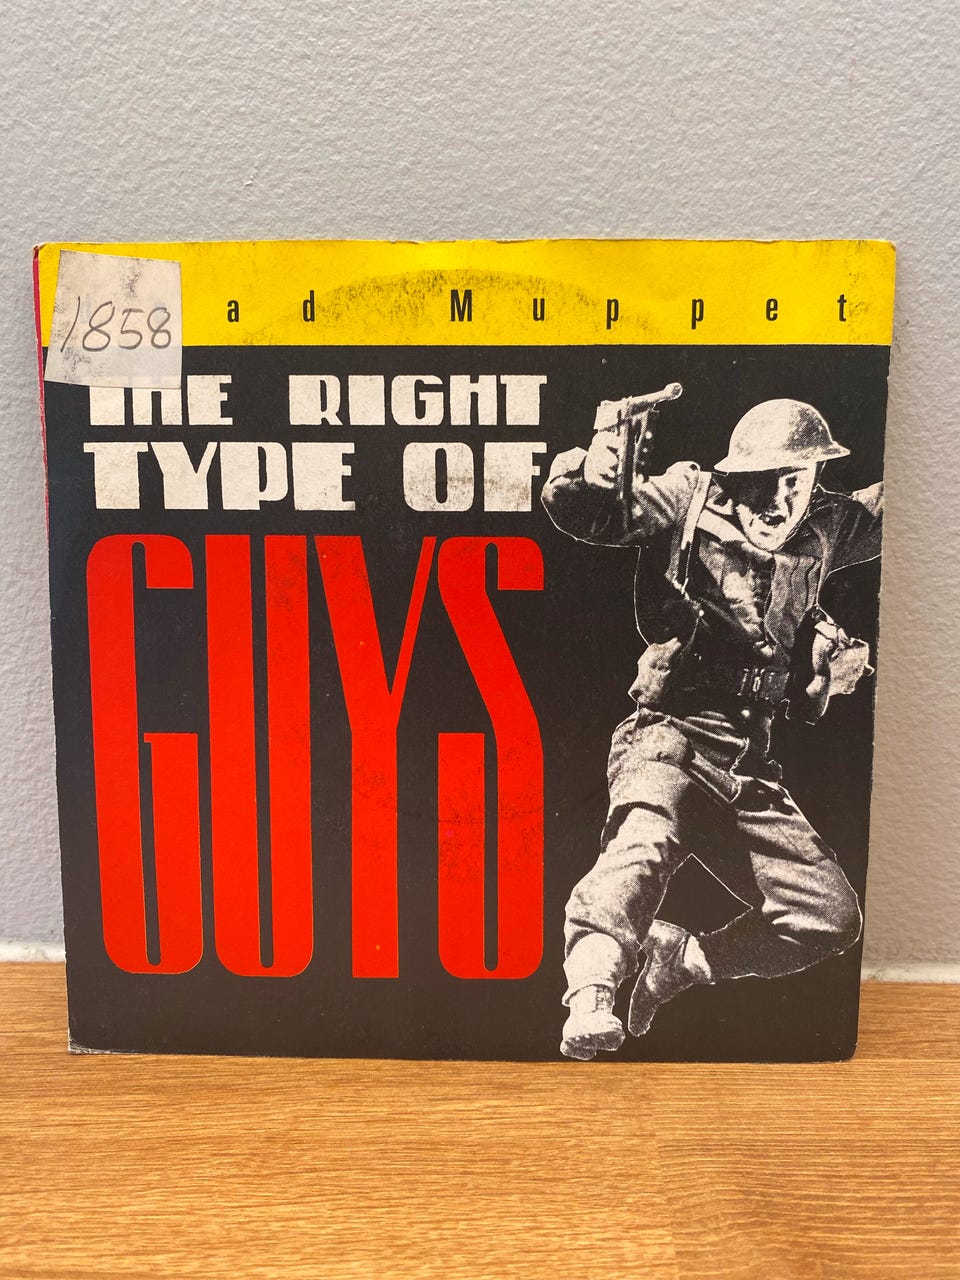 1858
ad Muppet
THE RIGHT
TYPE OF
GUYS